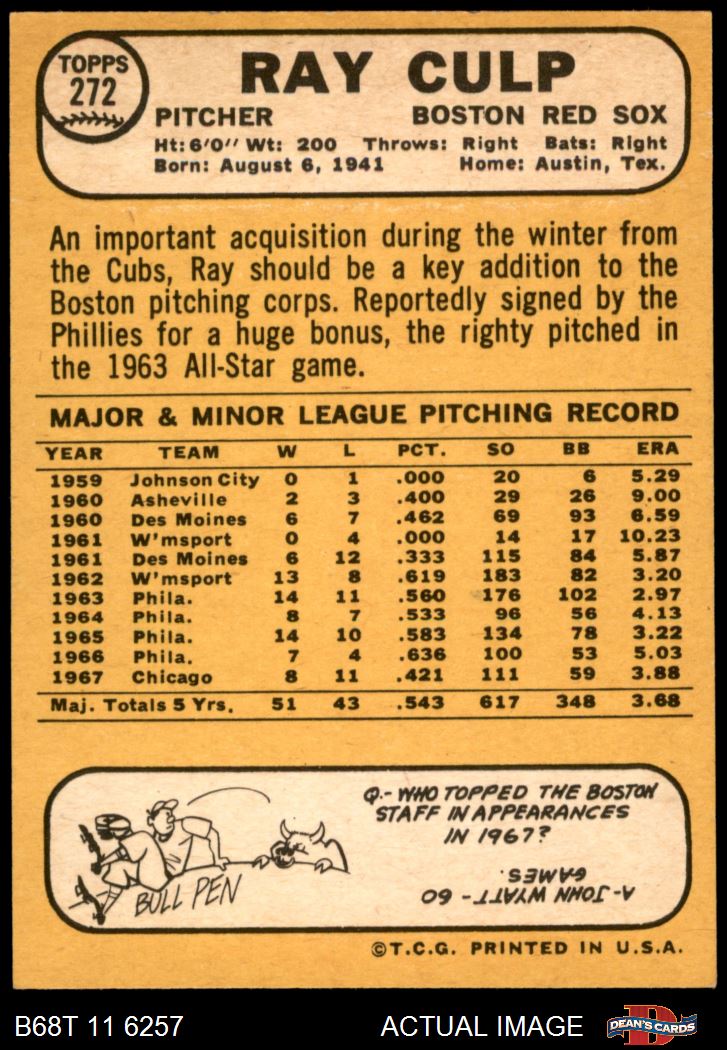 TOPPS
272
RAY CULP
PITCHER BOSTON RED SOX
Ht: 6'0" Wt: 200 Throws: Right Bats: Right
Born: August 6, 1941 Home: Austin, Tex.
An important acquisition during the winter from
the Cubs, Ray should be a key addition to the
Boston pitching corps. Reportedly signed by the
Phillies for a huge bonus, the righty pitched in
the 1963 All-Star game.
MAJOR & MINOR LEAGUE PITCHING RECORD
YEAR TEAM W L PCT. SO BB ERA
1959 Johnson City 0 1 .000 20 6 5.29
1960 Asheville 2 3 .400 29 26 9.00
1960 Des Moines 6 7 .462 69 93 6.59
1961 W'msport 0 4 .000 14 17 10.23
1961 Des Moines 6 12 .333 115 84 5.87
1962 W'msport 13 8 .619 183 82 3.20
1963 Phila. 14 11 .560 176 102 2.97
1964 Phila. 8 7 .533 96 56 4.13
1965 Phila. 14 10 .583 134 78 3.22
1966 Phila. 7 4 .636 100 53 5.03
1967 Chicago 8 11 .421 111 59 3.88
Maj. Totals 5 Yrs. 51 43 .543 617 348 3.68
Q.- WHO TOPPED THE BOSTON
STAFF IN APPEARANCES
IN 1967?
A-JOHN WYATT - 60
GAMES.
BULL PEN
©T.C.G. PRINTED IN U.S.A.
B68T 11 6257 ACTUAL IMAGE D DEAN'S CARDS